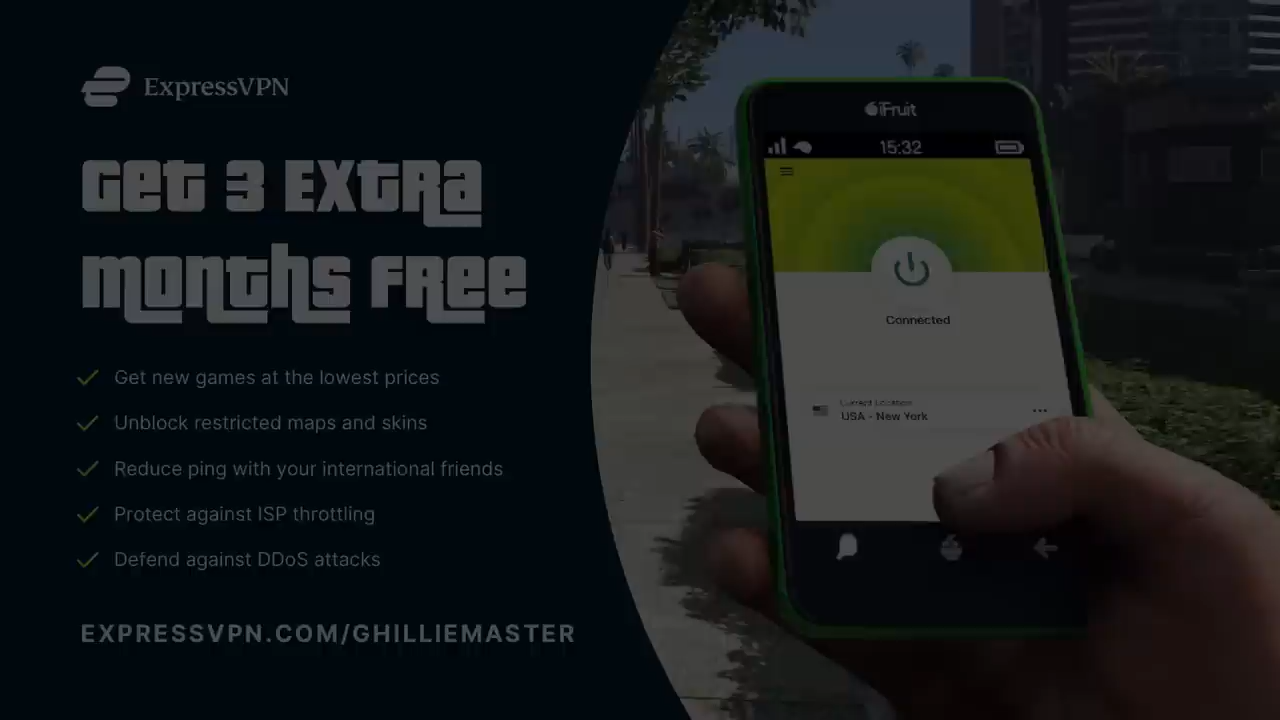 ExpressVPN
Get 3 Extra
months Free
Get new games at the lowest prices
Unblock restricted maps and skins
Reduce ping with your international friends
Protect against ISP throttling
Defend against DDoS attacks
EXPRESSVPN.COM/GHILLIEMASTER
iFruit
15:32
Connected
Current Location
USA - New York